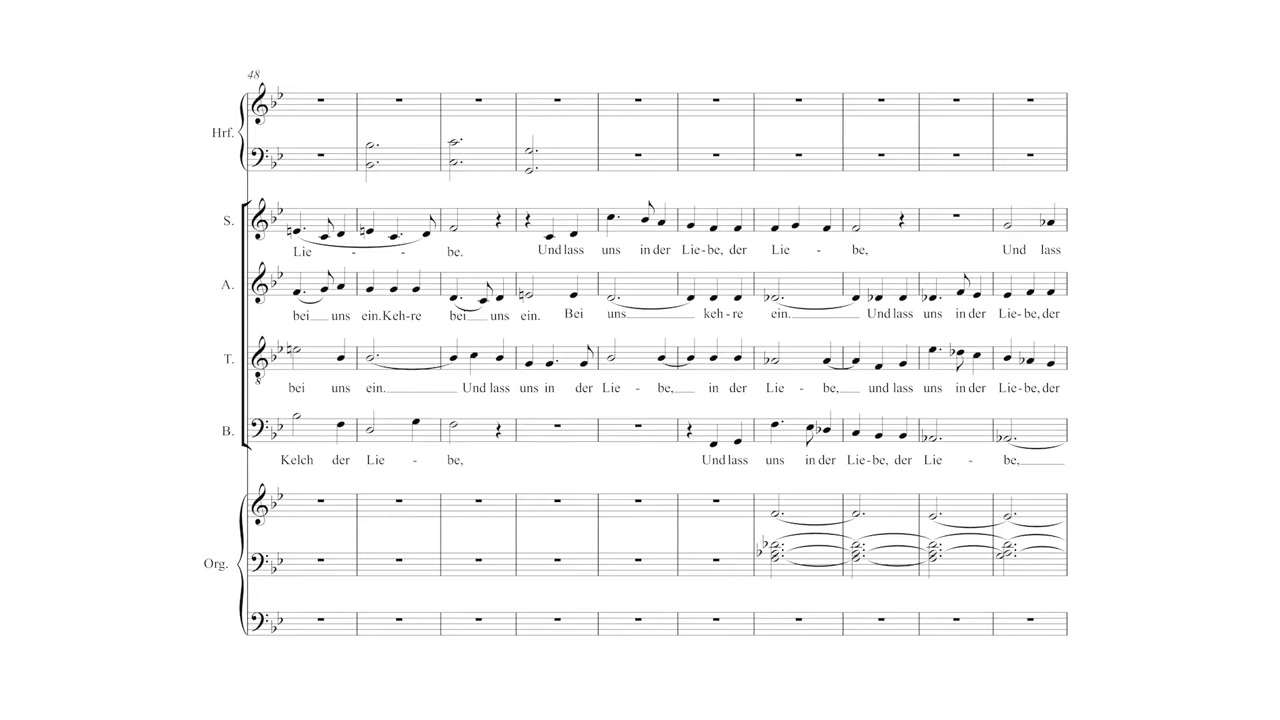 48
Hrf.
S.
Lie - - be. Und lass uns in der Lie-be, der Lie - be, Und lass
A.
bei uns ein. Keh-re bei uns ein. Bei uns keh-re ein. Und lass uns in der Lie-be, der
T.
bei uns ein. Und lass uns in der Lie - be, in der Lie - be, und lass uns in der Lie-be, der
B.
Kelch der Lie - be, Und lass uns in der Lie-be, der Lie - be,
Org.